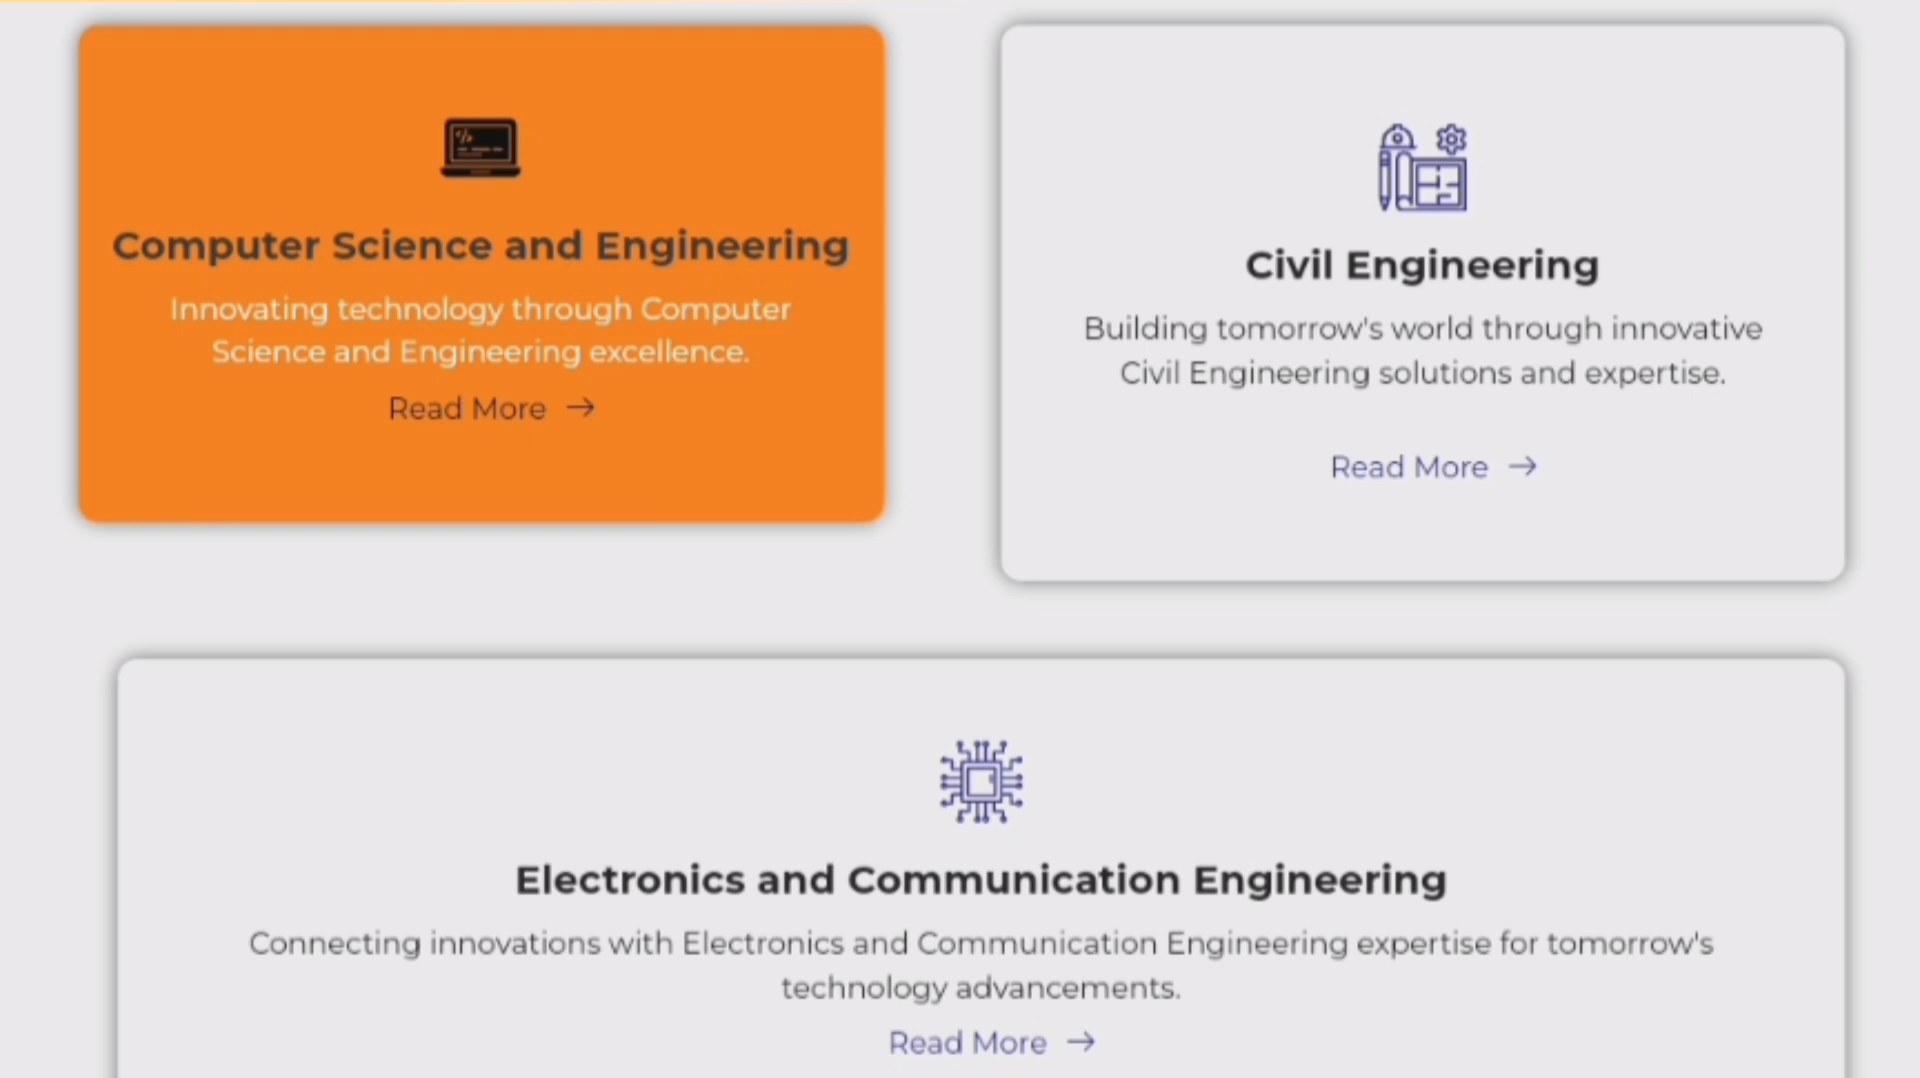 Computer Science and Engineering
Innovating technology through Computer
Science and Engineering excellence.
Read More →
Civil Engineering
Building tomorrow's world through innovative
Civil Engineering solutions and expertise.
Read More →
Electronics and Communication Engineering
Connecting innovations with Electronics and Communication Engineering expertise for tomorrow's
technology advancements.
Read More →